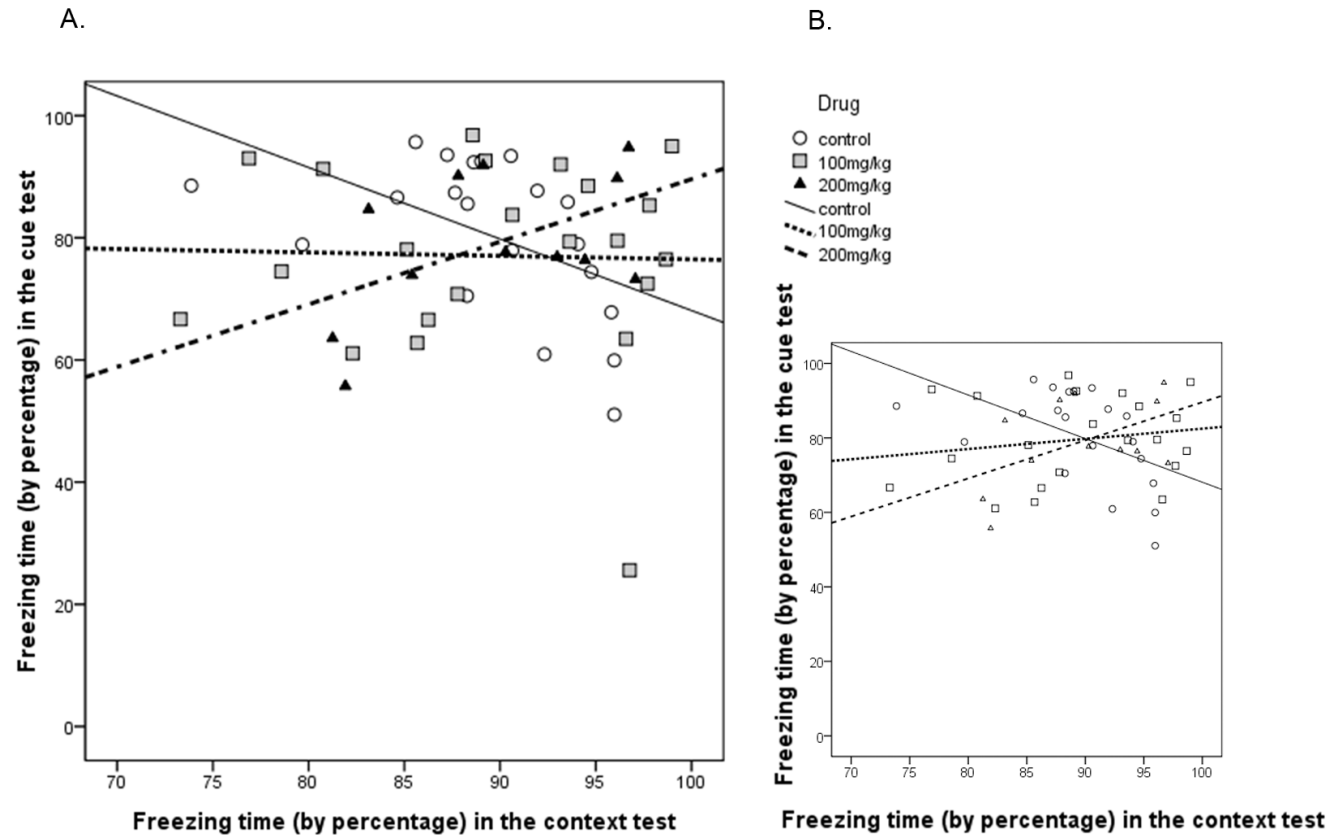 A.
Freezing time (by percentage) in the cue test
100
80
60
40
20
0
70 75 80 85 90 95 100
Freezing time (by percentage) in the context test
B.
Drug
control
100mg/kg
200mg/kg
control
100mg/kg
200mg/kg
Freezing time (by percentage) in the cue test
100
80
60
40
20
0
70 75 80 85 90 95 100
Freezing time (by percentage) in the context test